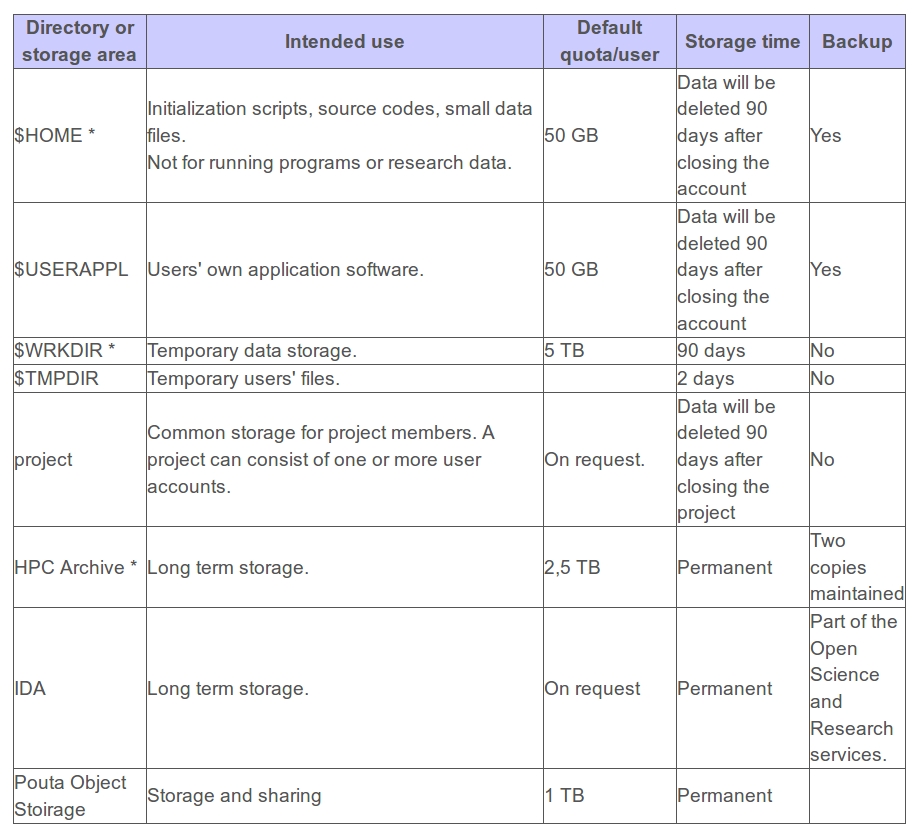 Directory or
storage area
Intended use
Default
quota/user
Storage time
Backup
$HOME *
Initialization scripts, source codes, small data
files.
Not for running programs or research data.
50 GB
Data will be
deleted 90
days after
closing the
account
Yes
$USERAPPL
Users' own application software.
50 GB
Data will be
deleted 90
days after
closing the
account
Yes
$WRKDIR *
Temporary data storage.
5 TB
90 days
No
$TMPDIR
Temporary users' files.
2 days
No
project
Common storage for project members. A
project can consist of one or more user
accounts.
On request.
Data will be
deleted 90
days after
closing the
project
No
HPC Archive *
Long term storage.
2,5 TB
Permanent
Two
copies
maintained
IDA
Long term storage.
On request
Permanent
Part of the
Open
Science
and
Research
services.
Pouta Object
Stoirage
Storage and sharing
1 TB
Permanent